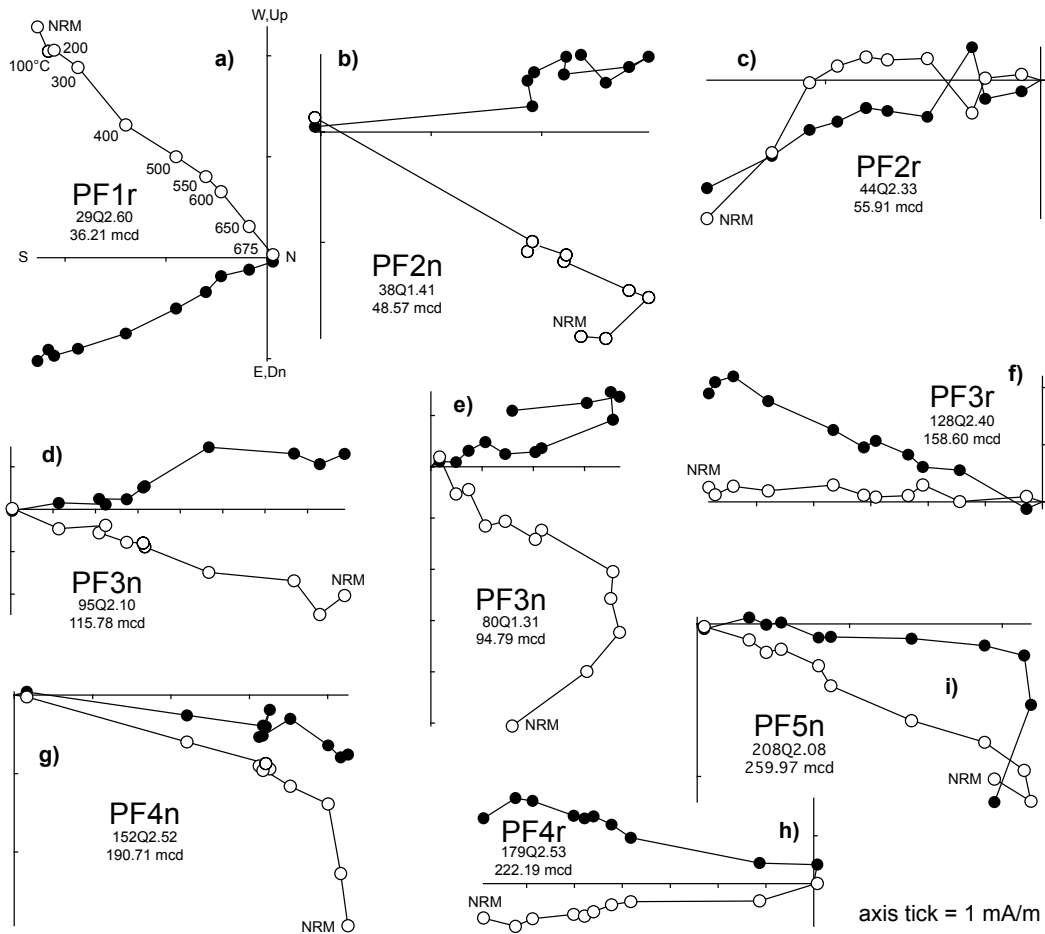 a)
NRM
W,Up
100°C
200
300
400
500
550
600
650
675
S
N
E,Dn
PF1r
29Q2.60
36.21 mcd
b)
PF2n
38Q1.41
48.57 mcd
NRM
c)
PF2r
44Q2.33
55.91 mcd
NRM
d)
PF3n
95Q2.10
115.78 mcd
NRM
e)
PF3n
80Q1.31
94.79 mcd
NRM
f)
PF3r
128Q2.40
158.60 mcd
NRM
g)
PF4n
152Q2.52
190.71 mcd
NRM
h)
PF4r
179Q2.53
222.19 mcd
NRM
i)
PF5n
208Q2.08
259.97 mcd
NRM
axis tick = 1 mA/m